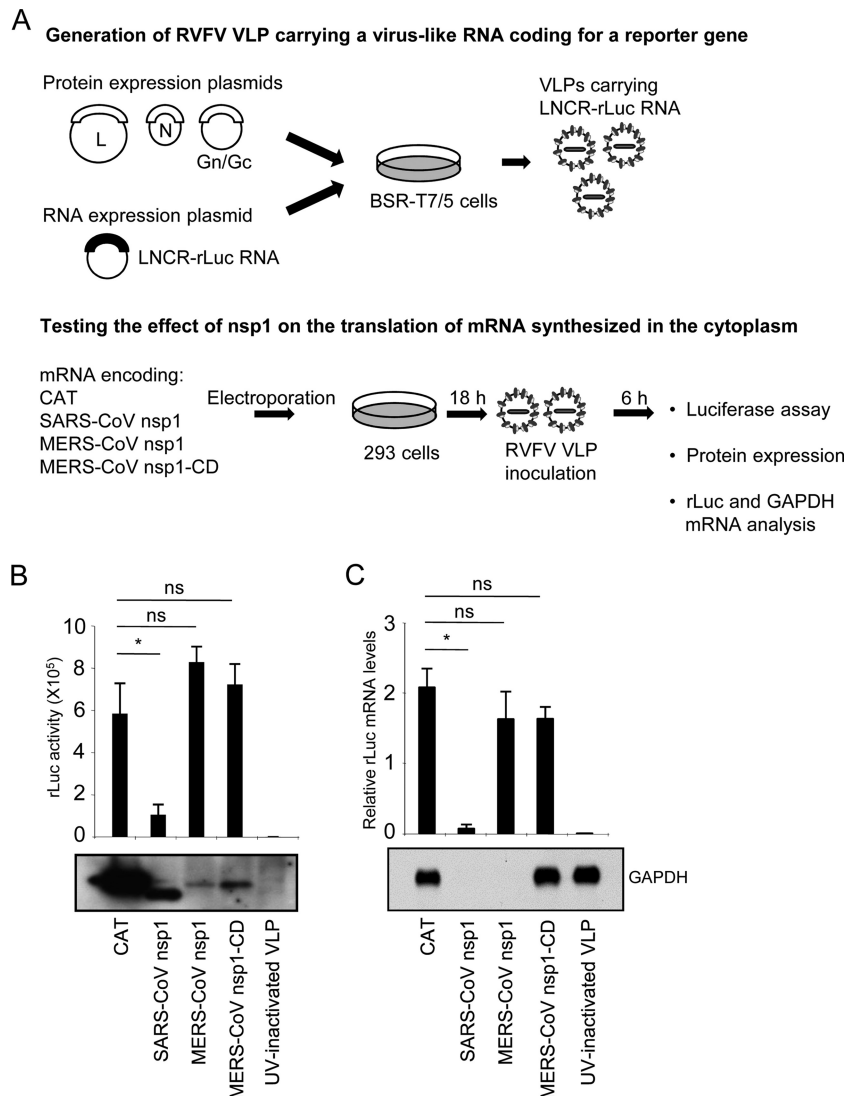 A
Generation of RVFV VLP carrying a virus-like RNA coding for a reporter gene
Protein expression plasmids
L
N
Gn/Gc
RNA expression plasmid
LNCR-rLuc RNA
BSR-T7/5 cells
VLPs carrying
LNCR-rLuc RNA
Testing the effect of nsp1 on the translation of mRNA synthesized in the cytoplasm
mRNA encoding:
CAT
SARS-CoV nsp1
MERS-CoV nsp1
MERS-CoV nsp1-CD
Electroporation
293 cells
18 h
RVFV VLP
inoculation
6 h
• Luciferase assay
• Protein expression
• rLuc and GAPDH
mRNA analysis
B
ns
ns
*
rLuc activity (X10⁵)
10
8
6
4
2
0
CAT
SARS-CoV nsp1
MERS-CoV nsp1
MERS-CoV nsp1-CD
UV-inactivated VLP
C
ns
ns
*
Relative rLuc mRNA levels
3
2
1
0
GAPDH
CAT
SARS-CoV nsp1
MERS-CoV nsp1
MERS-CoV nsp1-CD
UV-inactivated VLP